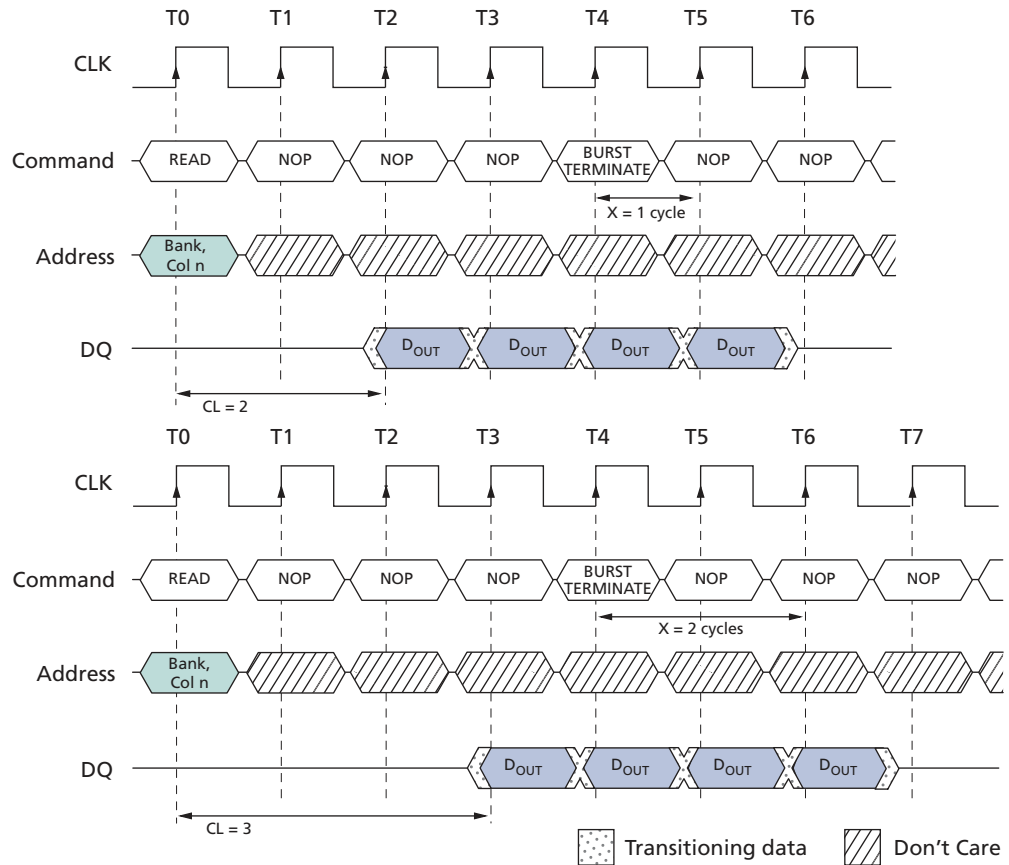 T0 T1 T2 T3 T4 T5 T6
CLK
Command READ NOP NOP NOP BURST TERMINATE NOP NOP
X = 1 cycle
Address Bank, Col n
DQ DOUT DOUT DOUT DOUT
CL = 2
T0 T1 T2 T3 T4 T5 T6 T7
CLK
Command READ NOP NOP NOP BURST TERMINATE NOP NOP NOP
X = 2 cycles
Address Bank, Col n
DQ DOUT DOUT DOUT DOUT
CL = 3
Transitioning data Don't Care